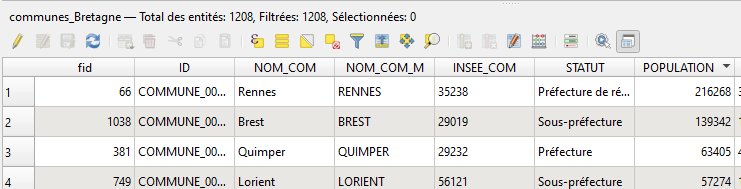 communes_Bretagne — Total des entités: 1208, Filtrées: 1208, Sélectionnées: 0
fid ID NOM_COM NOM_COM_M INSEE_COM STATUT POPULATION
1 66 COMMUNE_00... Rennes RENNES 35238 Préfecture de ré... 216268
2 1038 COMMUNE_00... Brest BREST 29019 Sous-préfecture 139342
3 381 COMMUNE_00... Quimper QUIMPER 29232 Préfecture 63405
4 749 COMMUNE_00... Lorient LORIENT 56121 Sous-préfecture 57274